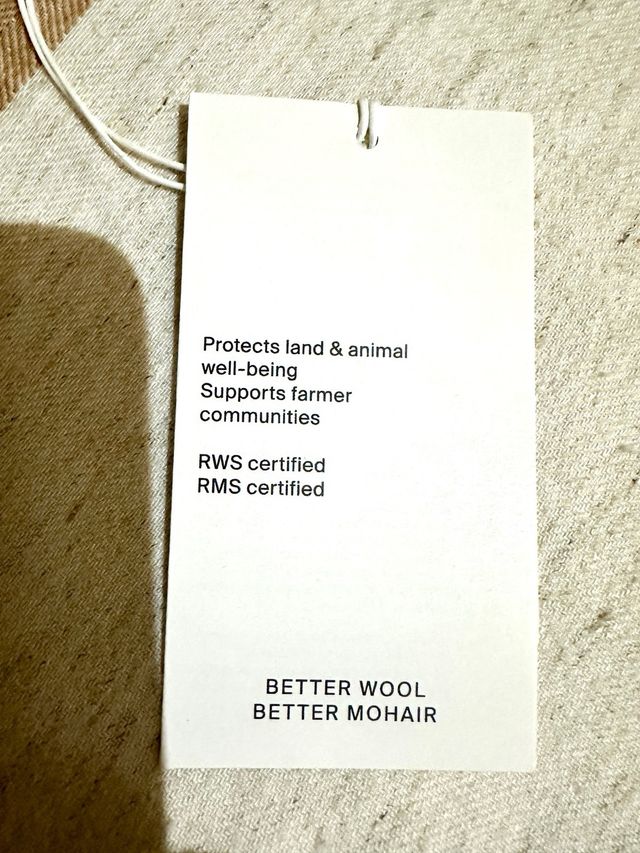 Protects land & animal
well-being
Supports farmer
communities
RWS certified
RMS certified
BETTER WOOL
BETTER MOHAIR